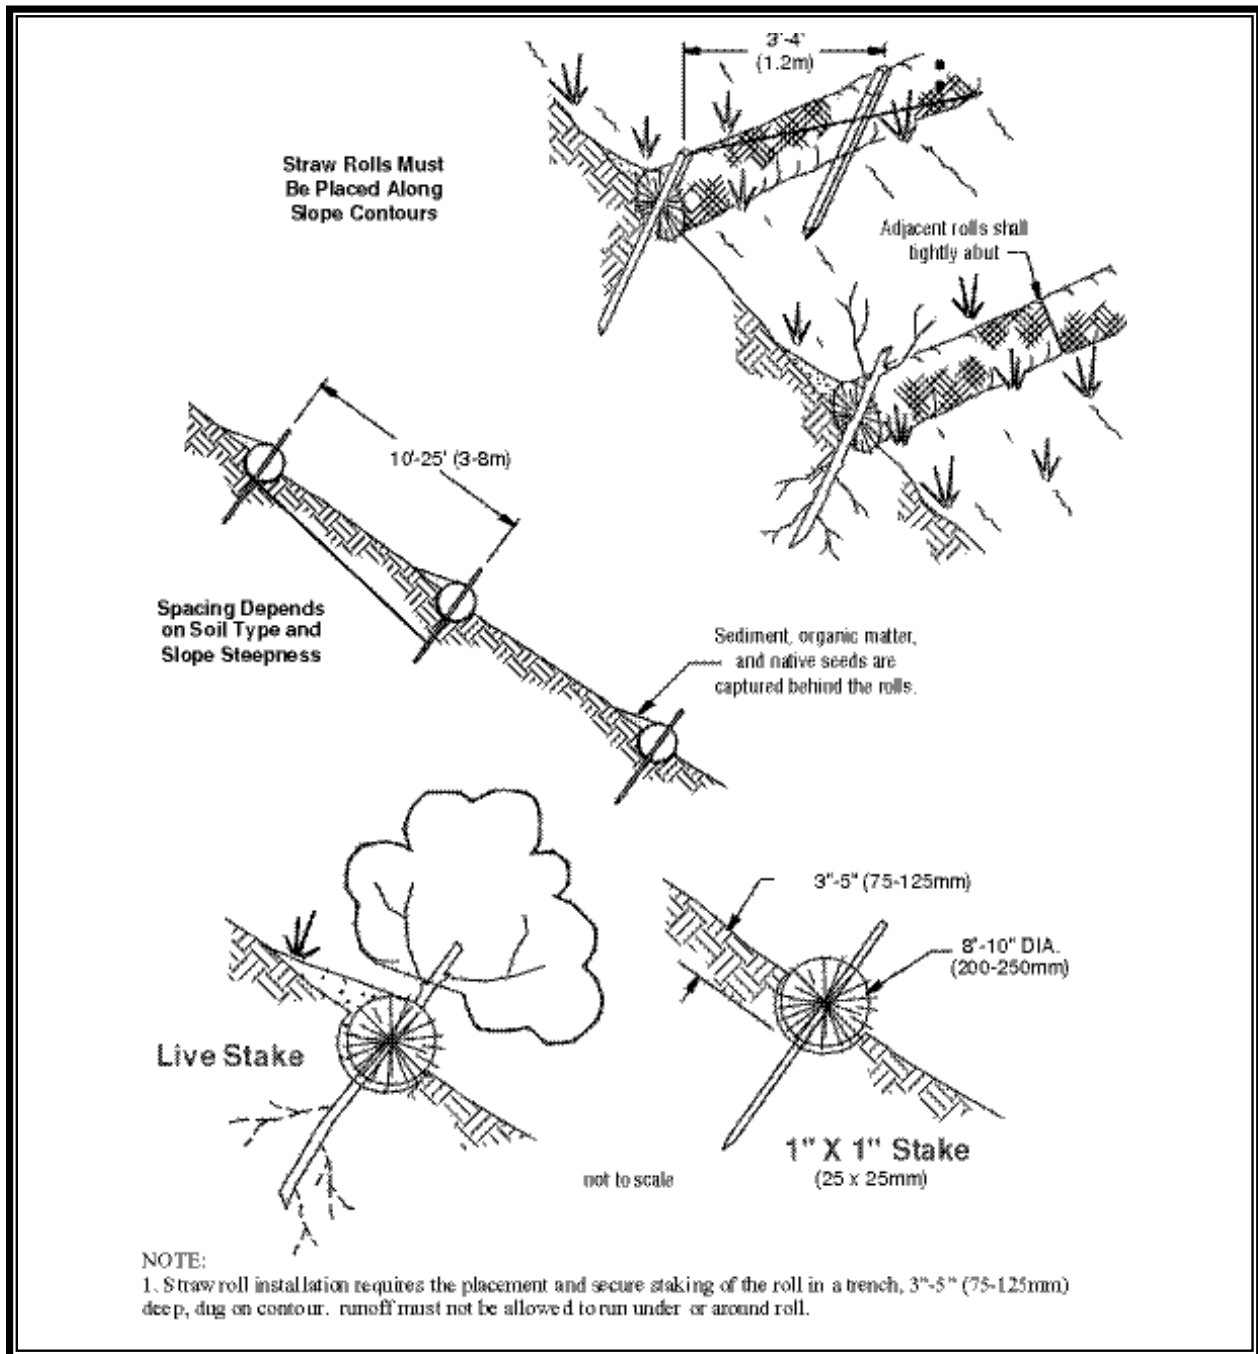 3'-4'
(1.2m)
Straw Rolls Must
Be Placed Along
Slope Contours
Adjacent rolls shall
tightly abut
10'-25' (3-8m)
Spacing Depends
on Soil Type and
Slope Steepness
Sediment, organic matter,
and native seeds are
captured behind the rolls.
3"-5" (75-125mm)
8"-10" DIA.
(200-250mm)
Live Stake
1" X 1" Stake
(25 x 25mm)
not to scale
NOTE:
1. Straw roll installation requires the placement and secure staking of the roll in a trench, 3"-5" (75-125mm)
deep, dug on contour. runoff must not be allowed to run under or around roll.